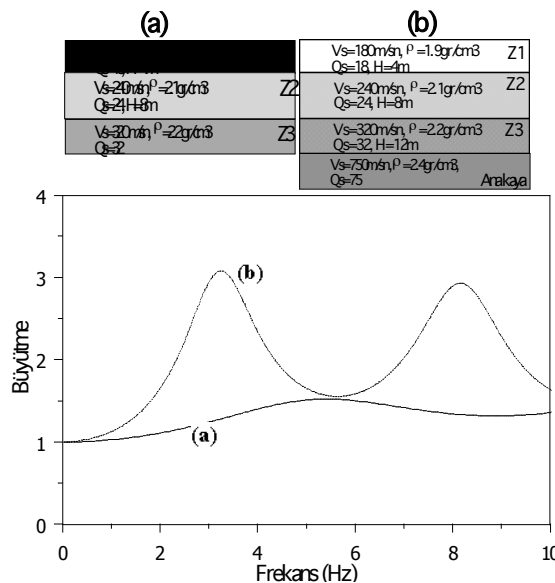 (a)
(b)
Vs=240m/sn, ρ=2.1gr/cm3 Z2
Qs=24, H=8m
Vs=320m/sn, ρ=2.2gr/cm3 Z3
Qs=32
Vs=180m/sn, ρ=1.9gr/cm3 Z1
Qs=18, H=4m
Vs=240m/sn, ρ=2.1gr/cm3 Z2
Qs=24, H=8m
Vs=320m/sn, ρ=2.2gr/cm3 Z3
Qs=32, H=12m
Vs=750m/sn, ρ=2.4gr/cm3,
Qs=75 Anakaya
4
3
2
1
0
Büyütme
(b)
(a)
0 2 4 6 8 10
Frekans (Hz)